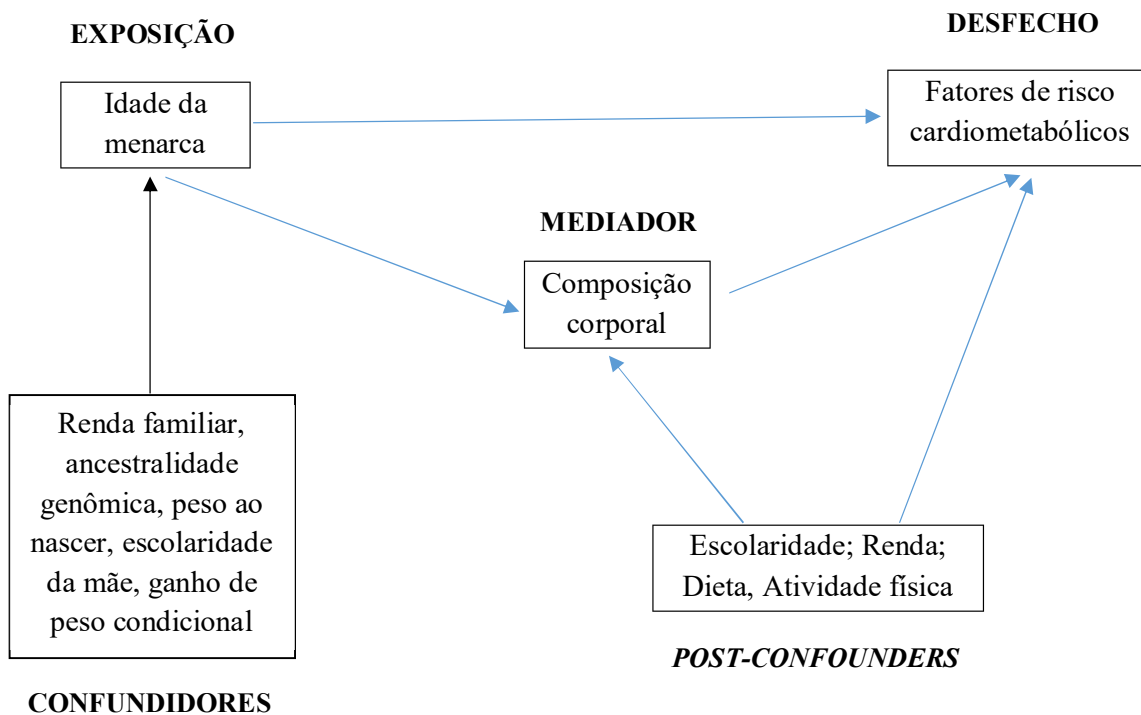 EXPOSIÇÃO
DESFECHO
Idade da
menarca
Fatores de risco
cardiometabólicos
MEDIADOR
Composição
corporal
Renda familiar,
ancestralidade
genômica, peso ao
nascer, escolaridade
da mãe, ganho de
peso condicional
Escolaridade; Renda;
Dieta, Atividade física
POST-CONFOUNDERS
CONFUNDIDORES